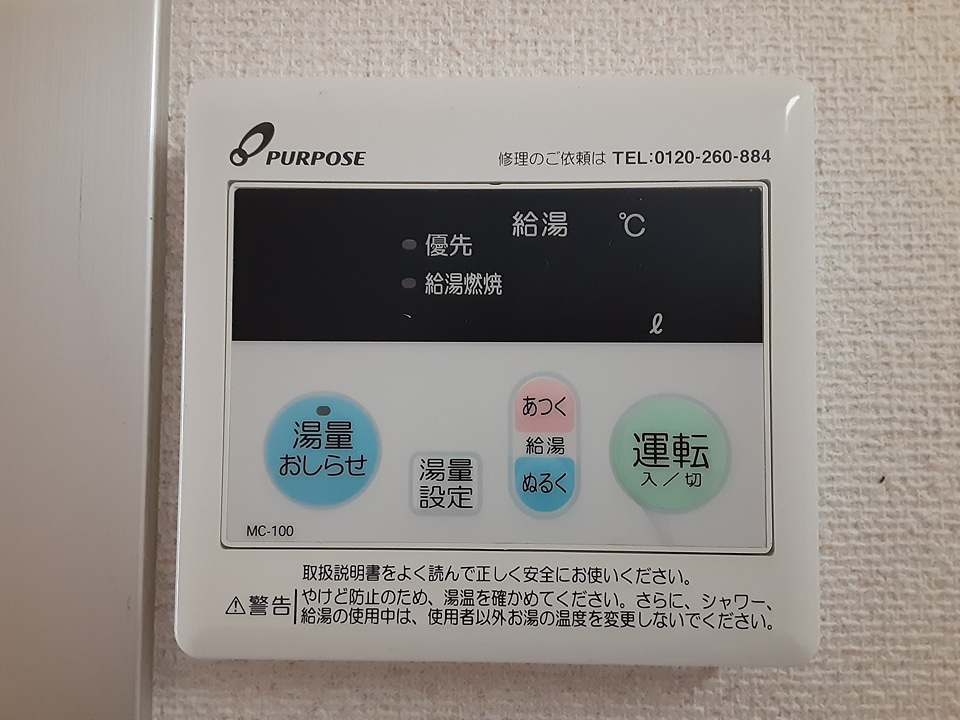 PURPOSE
修理のご依頼は TEL:0120-260-884
給湯 ℃
優先
給湯燃焼
ℓ
湯量
おしらせ
湯量
設定
あつく
給湯
ぬるく
運転
入／切
MC-100
取扱説明書をよく読んで正しく安全にお使いください。
⚠警告 やけど防止のため、湯温を確かめてください。さらに、シャワー、
給湯の使用中は、使用者以外お湯の温度を変更しないでください。